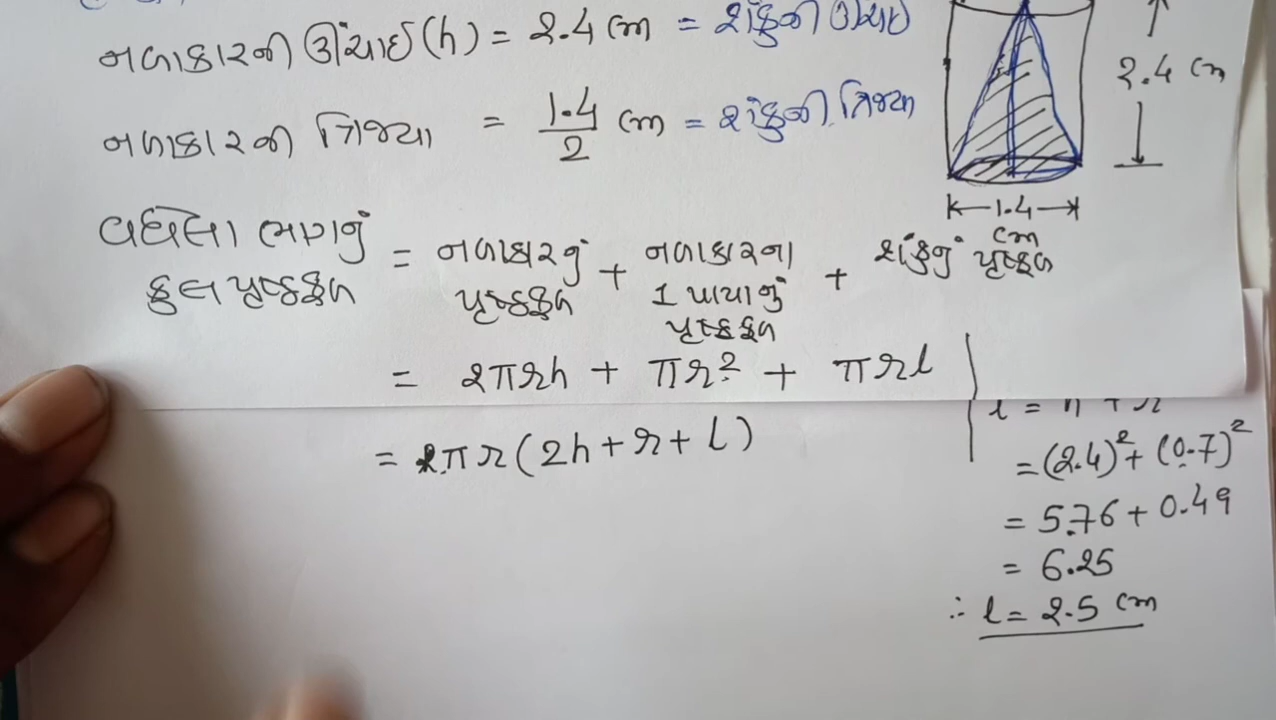 નળાકારની ઊંચાઈ (h) = 2.4 cm = શંકુની ઊંચાઈ
2.4 cm
નળાકારની ત્રિજ્યા = 1.4/2 cm = શંકુની ત્રિજ્યા
1.4 cm
વધેલા ભાગનું કુલ પૃષ્ઠફળ = નળાકારનું પૃષ્ઠફળ + નળાકારના 1 પાયાનું પૃષ્ઠફળ + શંકુનું પૃષ્ઠફળ
= 2πrh + πr² + πrl
= πr(2h + r + l)
= (2.4)² + (0.7)²
= 5.76 + 0.49
= 6.25
∴ l = 2.5 cm